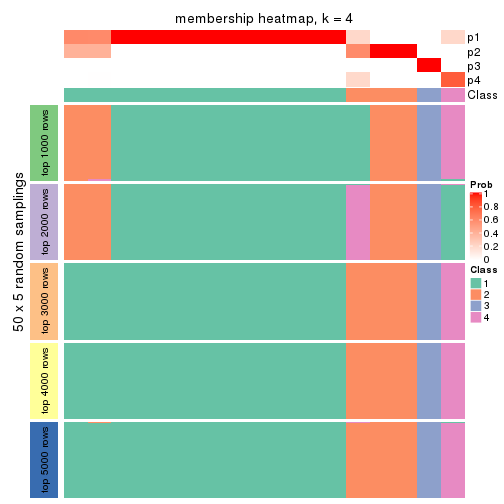 membership heatmap, k = 4
p1
p2
p3
p4
Class
50 x 5 random samplings
top 1000 rows
top 2000 rows
top 3000 rows
top 4000 rows
top 5000 rows
Prob
1
0.8
0.6
0.4
0.2
0
Class
1
2
3
4